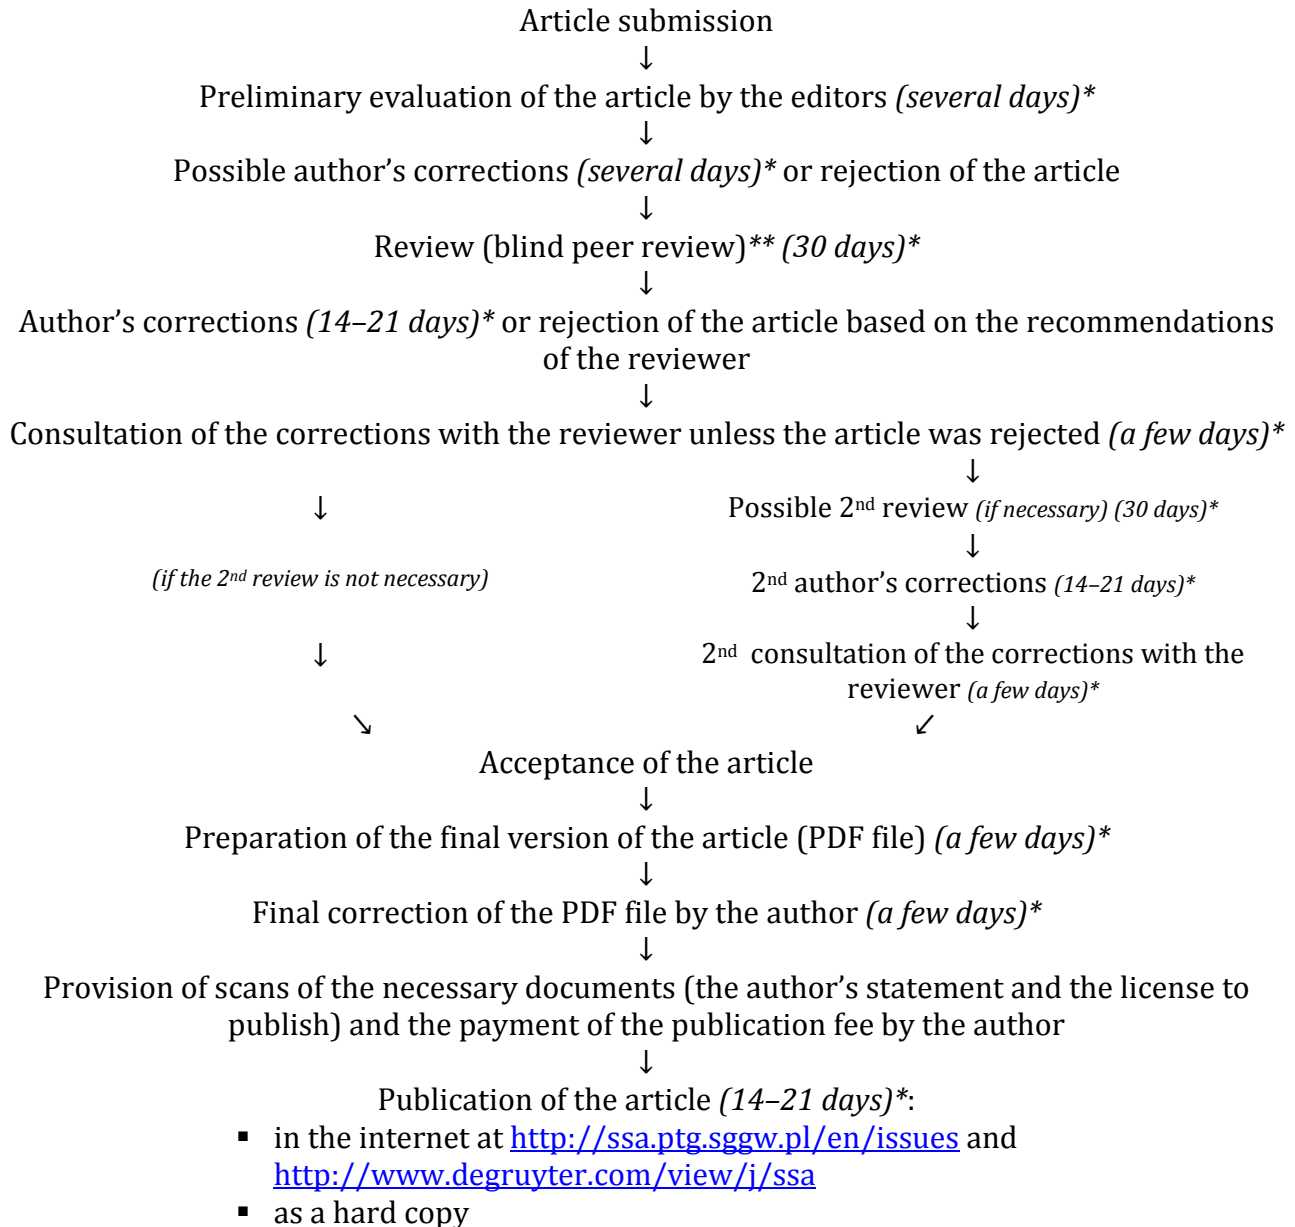 Article submission
↓
Preliminary evaluation of the article by the editors (several days)*
↓
Possible author’s corrections (several days)* or rejection of the article
↓
Review (blind peer review)** (30 days)*
↓
Author’s corrections (14–21 days)* or rejection of the article based on the recommendations
of the reviewer
↓
Consultation of the corrections with the reviewer unless the article was rejected (a few days)*
↓
↓
(if the 2nd review is not necessary)
↓
Possible 2nd review (if necessary) (30 days)*
↓
2nd author’s corrections (14–21 days)*
↓
2nd consultation of the corrections with the
reviewer (a few days)*
↘ ↙
Acceptance of the article
↓
Preparation of the final version of the article (PDF file) (a few days)*
↓
Final correction of the PDF file by the author (a few days)*
↓
Provision of scans of the necessary documents (the author’s statement and the license to
publish) and the payment of the publication fee by the author
↓
Publication of the article (14–21 days)*:
▪ in the internet at http://ssa.ptg.sggw.pl/en/issues and
http://www.degruyter.com/view/j/ssa
▪ as a hard copy